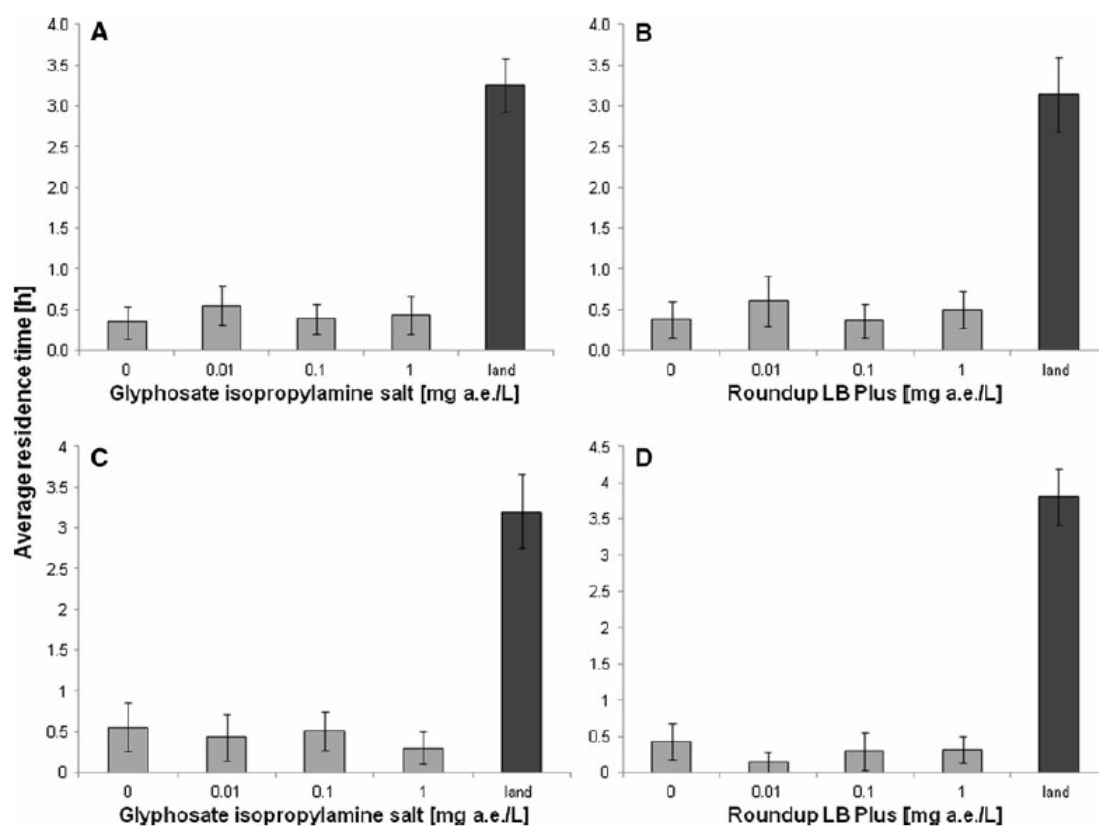 A
4.0
3.5
3.0
2.5
2.0
1.5
1.0
0.5
0.0
0 0.01 0.1 1 land
Glyphosate isopropylamine salt [mg a.e./L]
B
4.0
3.5
3.0
2.5
2.0
1.5
1.0
0.5
0.0
0 0.01 0.1 1 land
Roundup LB Plus [mg a.e./L]
Average residence time [h]
C
4
3.5
3
2.5
2
1.5
1
0.5
0
0 0.01 0.1 1 land
Glyphosate isopropylamine salt [mg a.e./L]
D
4.5
4
3.5
3
2.5
2
1.5
1
0.5
0
0 0.01 0.1 1 land
Roundup LB Plus [mg a.e./L]